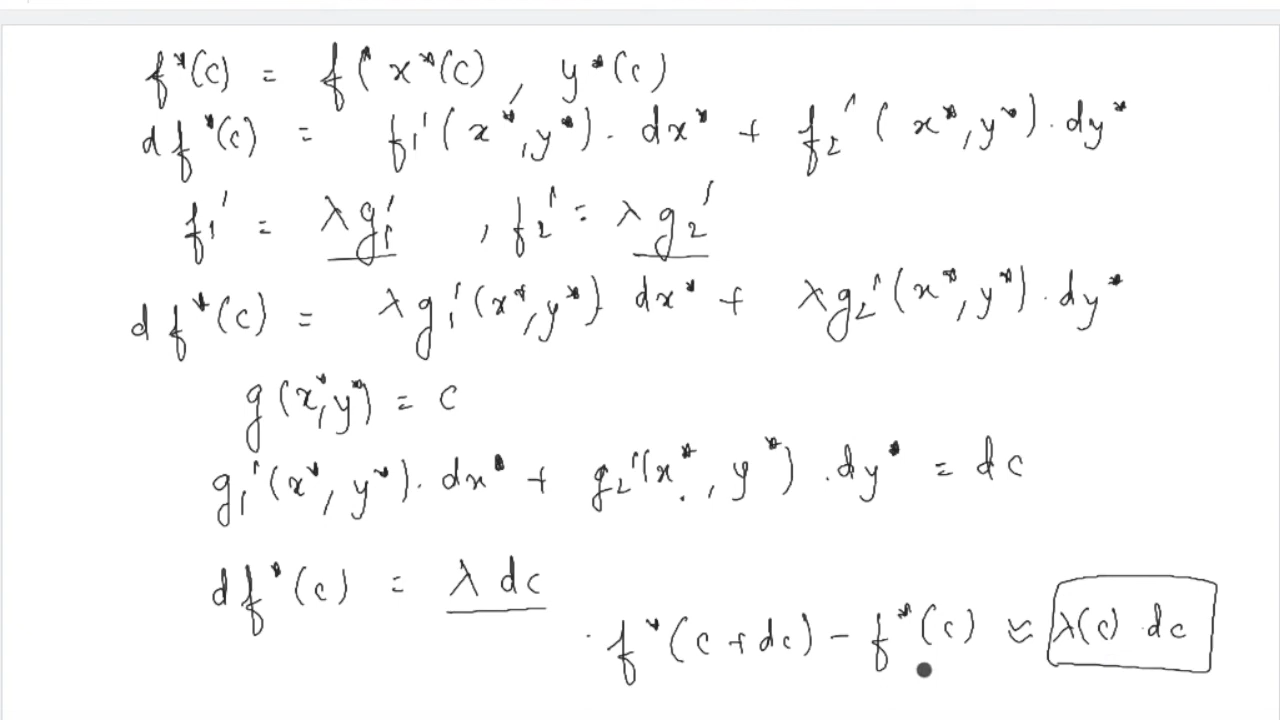 f*(c) = f(x*(c), y*(c)
df*(c) = f₁'(x*,y*). dx* + f₂'(x*,y*). dy*
f₁' = λg₁' , f₂' = λg₂'
df*(c) = λg₁'(x*,y*) dx* + λg₂'(x*,y*). dy*
g(x*,y*) = c
g₁'(x*,y*). dx* + g₂'(x*,y*) .dy* = dc
df*(c) = λ dc
f*(c+dc) - f*(c) ≈ λ(c) dc